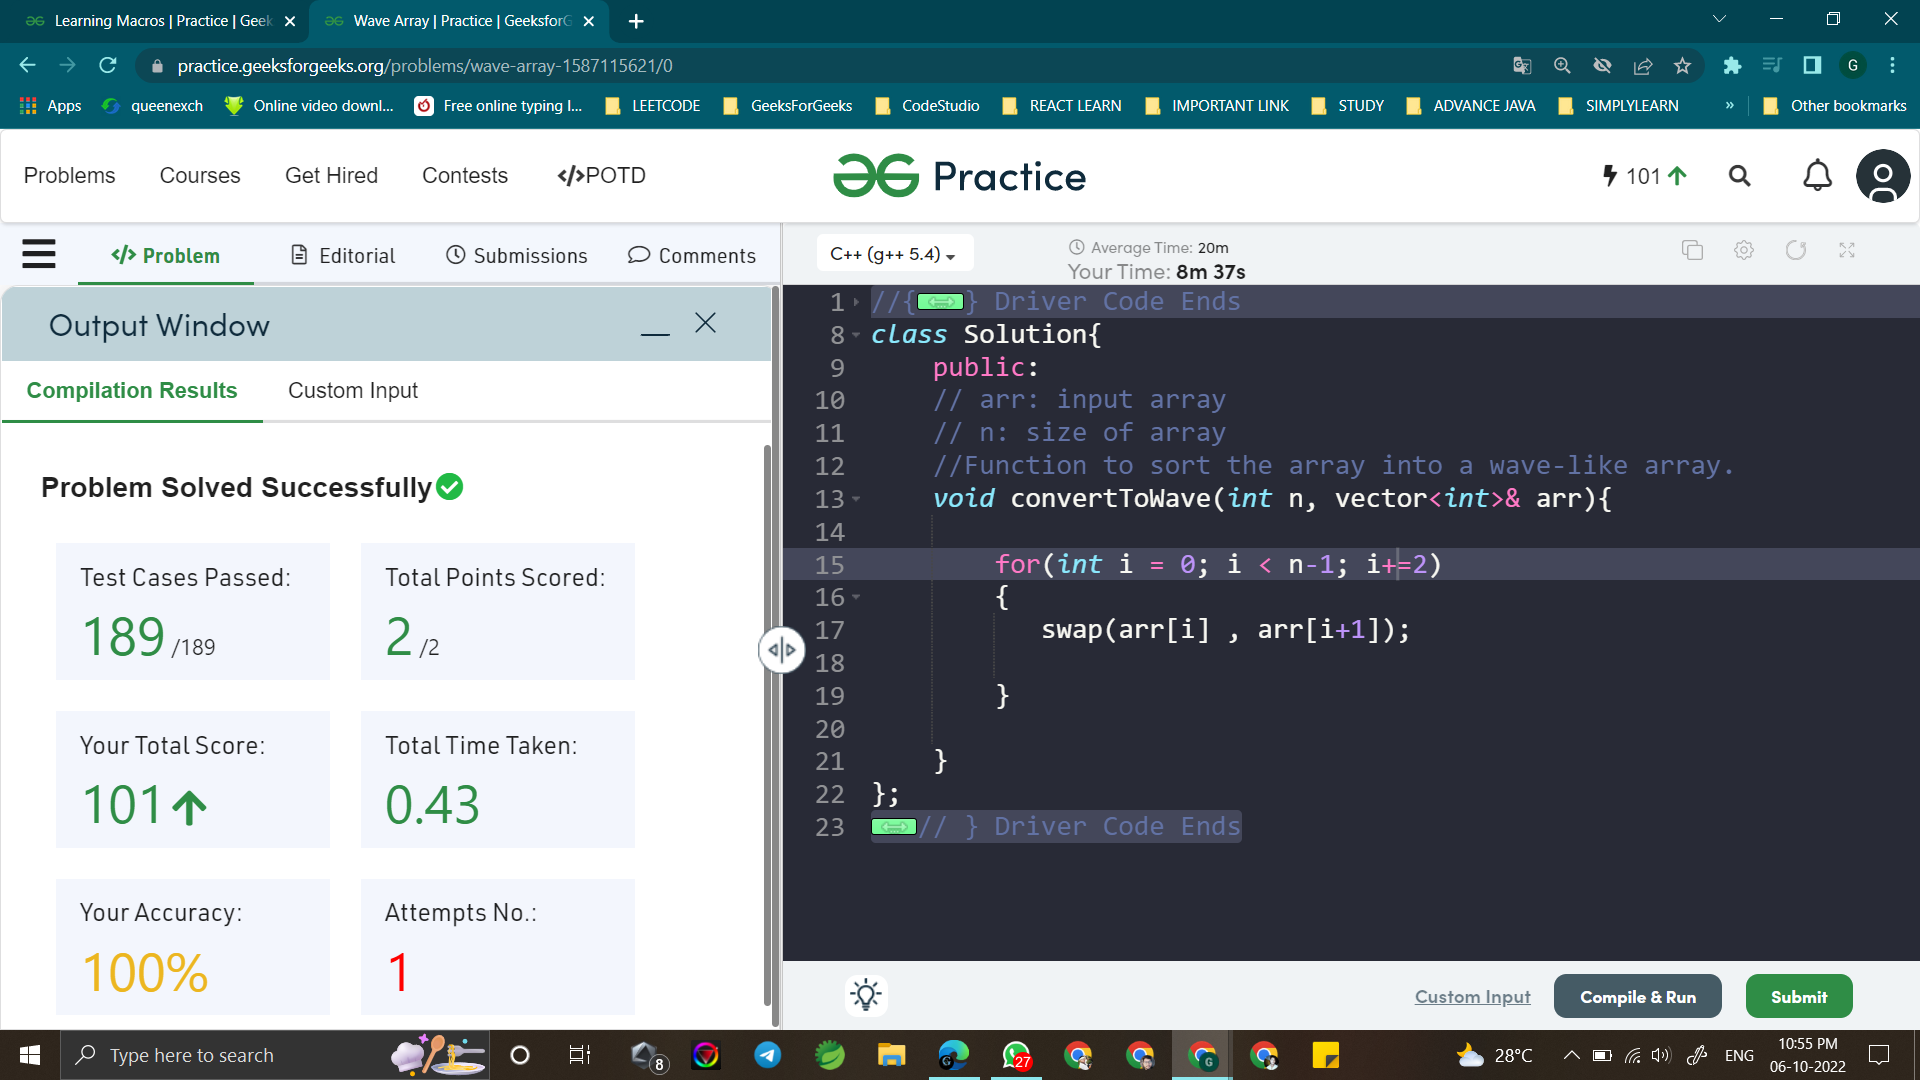 Learning Macros | Practice | Geek
Wave Array | Practice | GeeksforG
practice.geeksforgeeks.org/problems/wave-array-1587115621/0
G
Apps
queenexch
Online video downl...
Free online typing l...
LEETCODE
GeeksForGeeks
CodeStudio
REACT LEARN
IMPORTANT LINK
STUDY
ADVANCE JAVA
SIMPLYLEARN
»
Other bookmarks
Problems
Courses
Get Hired
Contests
</>POTD
Practice
101
</> Problem
Editorial
Submissions
Comments
C++ (g++ 5.4)
Average Time: 20m
Your Time: 8m 37s
Output Window
Compilation Results
Custom Input
Problem Solved Successfully
Test Cases Passed:
189 /189
Total Points Scored:
2 /2
Your Total Score:
101
Total Time Taken:
0.43
Your Accuracy:
100%
Attempts No.:
1
1 //{ } Driver Code Ends
8 class Solution{
9 public:
10 // arr: input array
11 // n: size of array
12 //Function to sort the array into a wave-like array.
13 void convertToWave(int n, vector<int>& arr){
14
15 for(int i = 0; i < n-1; i+=2)
16 {
17 swap(arr[i] , arr[i+1]);
18
19 }
20
21 }
22 };
23 // } Driver Code Ends
Custom Input
Compile & Run
Submit
Type here to search
8
27
G
G
28°C
ENG
10:55 PM
06-10-2022